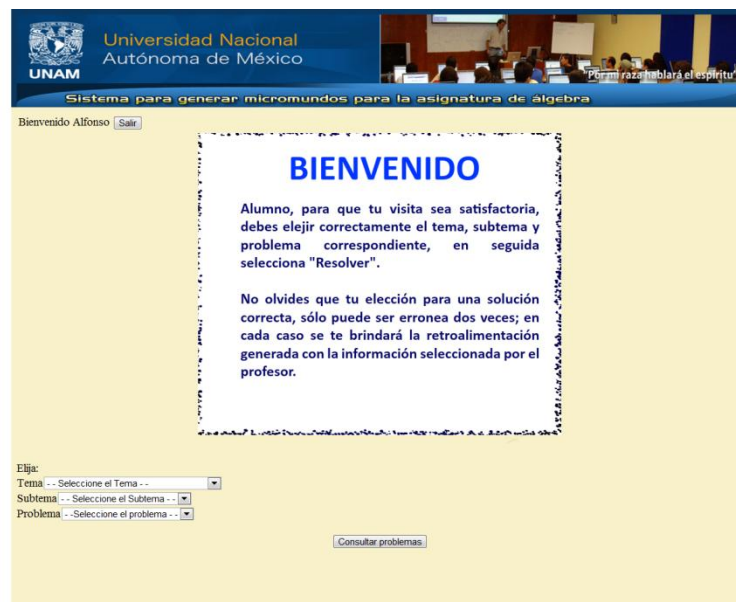 Universidad Nacional
Autónoma de México
UNAM
"Por mi raza hablará el espíritu"
Sistema para generar micromundos para la asignatura de álgebra
Bienvenido Alfonso Salir
BIENVENIDO
Alumno, para que tu visita sea satisfactoria,
debes elejir correctamente el tema, subtema y
problema correspondiente, en seguida
selecciona "Resolver".
No olvides que tu elección para una solución
correcta, sólo puede ser erronea dos veces; en
cada caso se te brindará la retroalimentación
generada con la información seleccionada por el
profesor.
Elija:
Tema - - Seleccione el Tema - -
Subtema - - Seleccione el Subtema - -
Problema - -Seleccione el problema - -
Consultar problemas